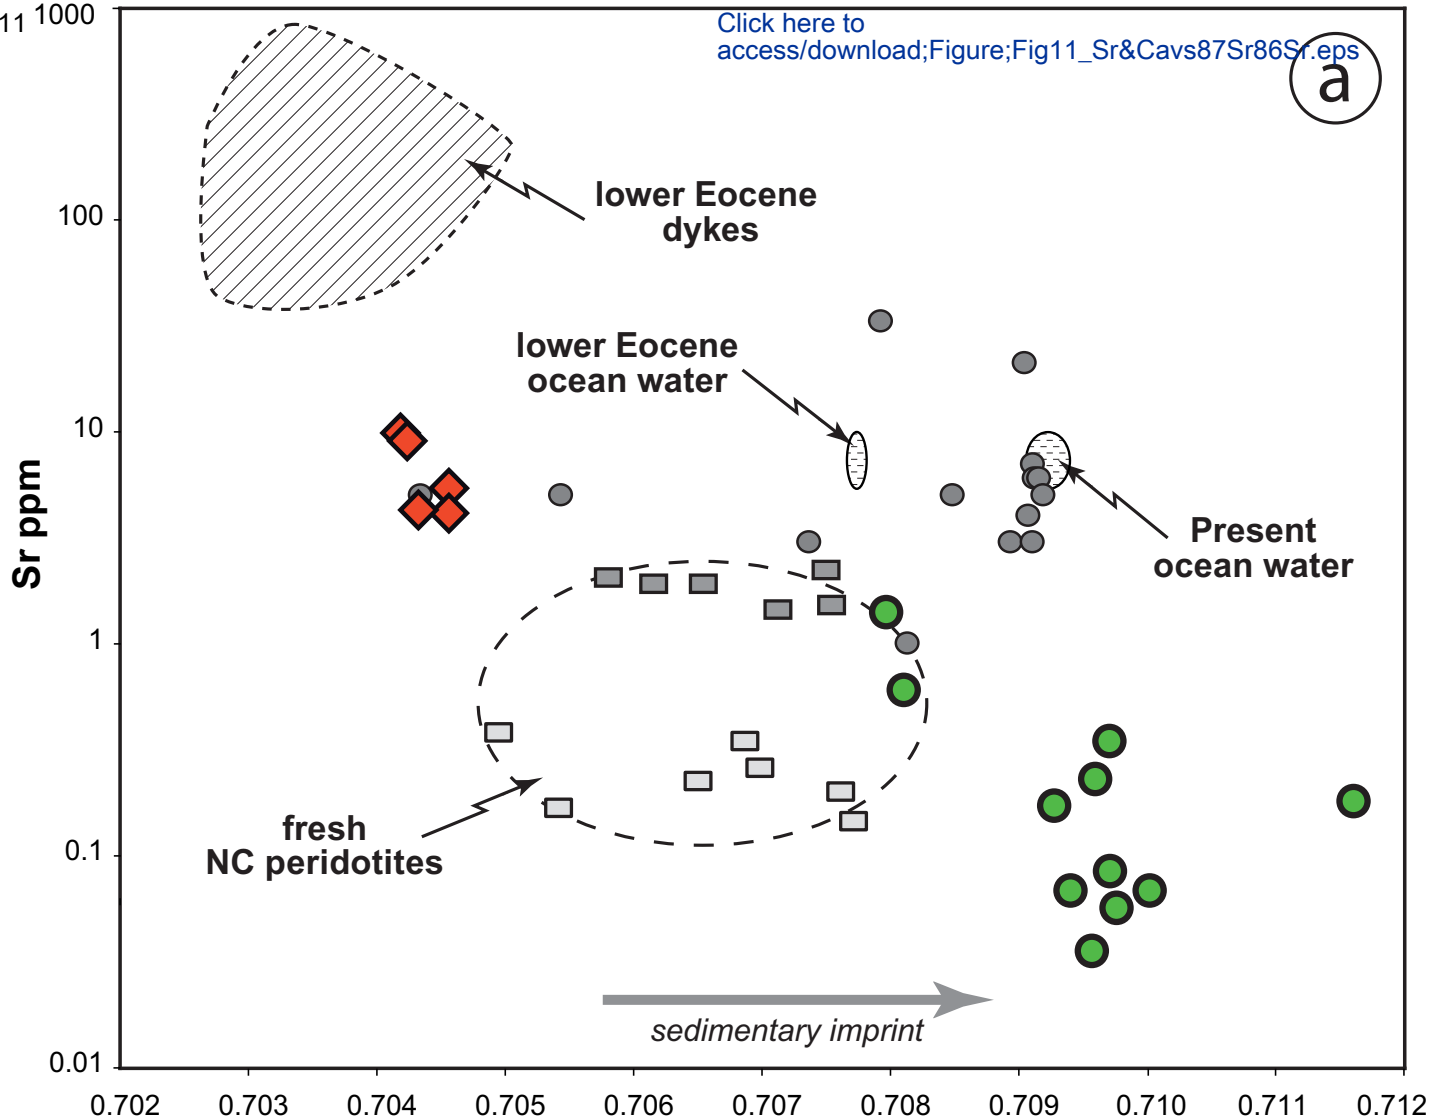 11
1000
Click here to
access/download;Figure;Fig11_Sr&Cavs87Sr86Sr.eps
a
lower Eocene
dykes
100
lower Eocene
ocean water
10
Present
ocean water
Sr ppm
1
fresh
NC peridotites
0.1
sedimentary imprint
0.01
0.702 0.703 0.704 0.705 0.706 0.707 0.708 0.709 0.710 0.711 0.712